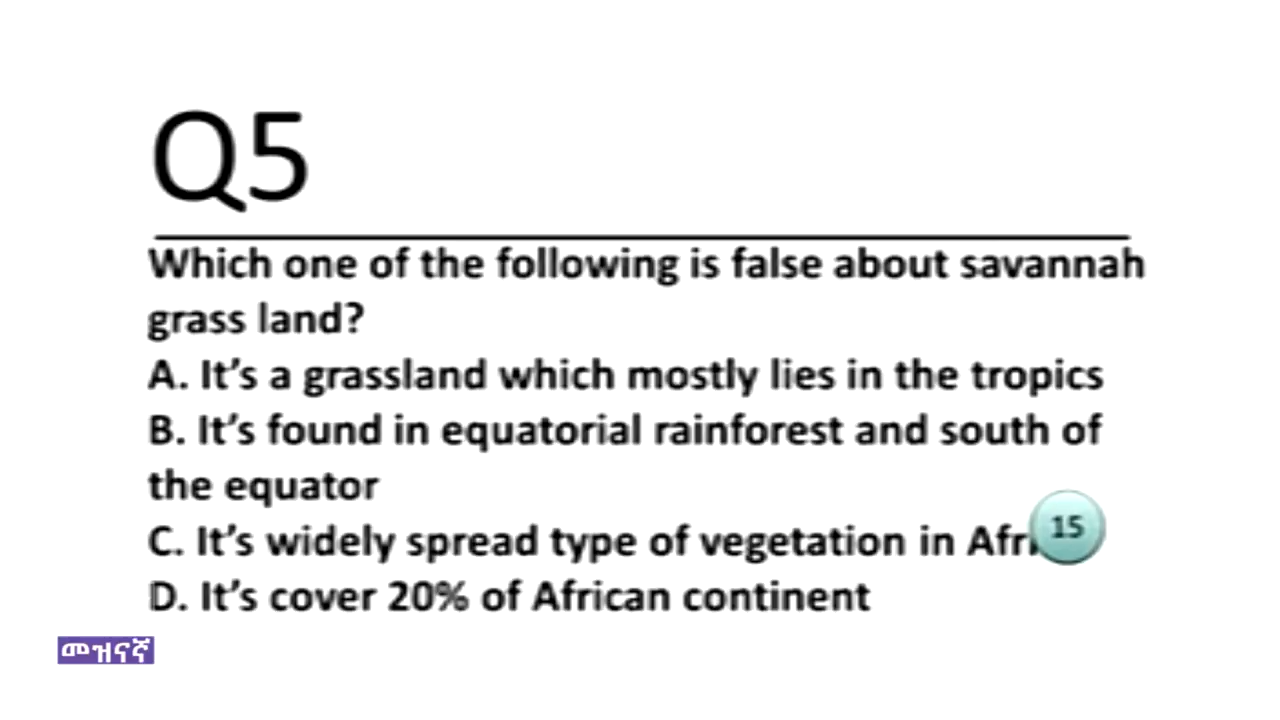 Q5
Which one of the following is false about savannah
grass land?
A. It's a grassland which mostly lies in the tropics
B. It's found in equatorial rainforest and south of
the equator
C. It's widely spread type of vegetation in Afri
15
D. It's cover 20% of African continent
መዝናኛ